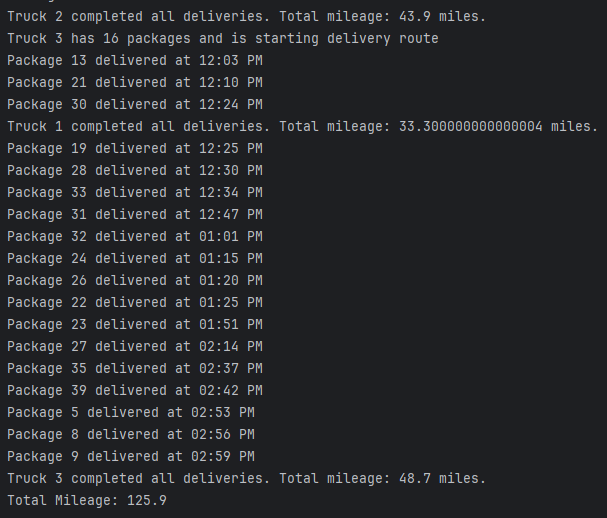 Truck 2 completed all deliveries. Total mileage: 43.9 miles.
Truck 3 has 16 packages and is starting delivery route
Package 13 delivered at 12:03 PM
Package 21 delivered at 12:10 PM
Package 30 delivered at 12:24 PM
Truck 1 completed all deliveries. Total mileage: 33.300000000000004 miles.
Package 19 delivered at 12:25 PM
Package 28 delivered at 12:30 PM
Package 33 delivered at 12:34 PM
Package 31 delivered at 12:47 PM
Package 32 delivered at 01:01 PM
Package 24 delivered at 01:15 PM
Package 26 delivered at 01:20 PM
Package 22 delivered at 01:25 PM
Package 23 delivered at 01:51 PM
Package 27 delivered at 02:14 PM
Package 35 delivered at 02:37 PM
Package 39 delivered at 02:42 PM
Package 5 delivered at 02:53 PM
Package 8 delivered at 02:56 PM
Package 9 delivered at 02:59 PM
Truck 3 completed all deliveries. Total mileage: 48.7 miles.
Total Mileage: 125.9